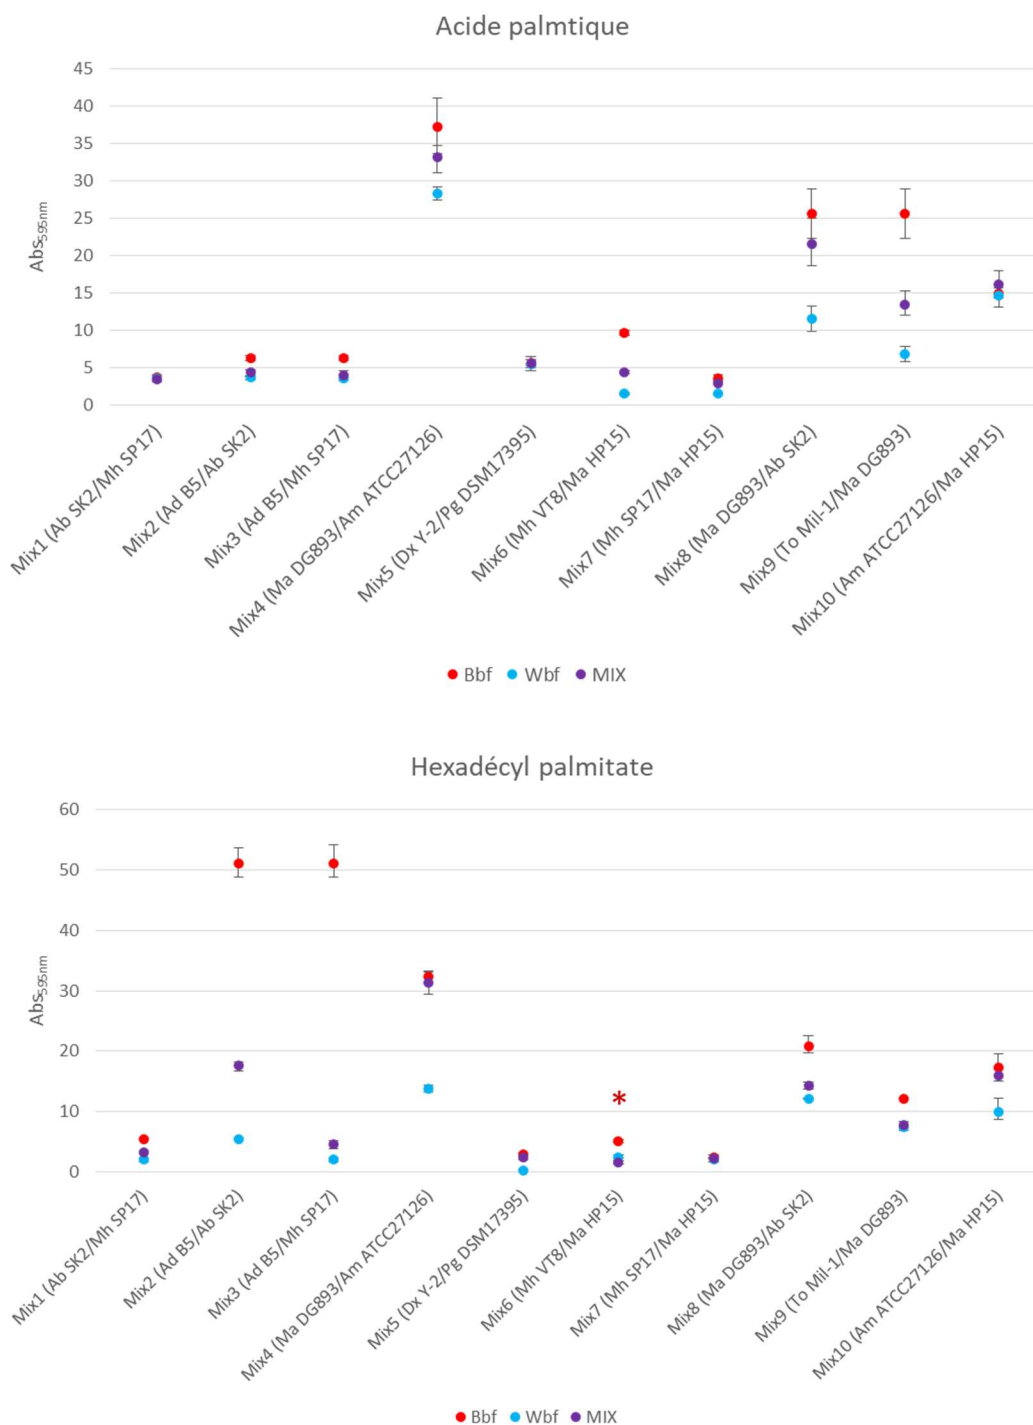 Acide palmtique
45
40
35
30
25
20
15
10
5
0
Abs595nm
Mix1 (Ab SK2/Mh SP17)
Mix2 (Ad B5/Ab SK2)
Mix3 (Ad B5/Mh SP17)
Mix4 (Ma DG893/Am ATCC27126)
Mix5 (Dx Y-2/Pg DSM17395)
Mix6 (Mh VT8/Ma HP15)
Mix7 (Mh SP17/Ma HP15)
Mix8 (Ma DG893/Ab SK2)
Mix9 (To Mil-1/Ma DG893)
Mix10 (Am ATCC27126/Ma HP15)
Bbf Wbf MIX
Hexadécyl palmitate
60
50
40
30
20
10
0
Abs595nm
*
Mix1 (Ab SK2/Mh SP17)
Mix2 (Ad B5/Ab SK2)
Mix3 (Ad B5/Mh SP17)
Mix4 (Ma DG893/Am ATCC27126)
Mix5 (Dx Y-2/Pg DSM17395)
Mix6 (Mh VT8/Ma HP15)
Mix7 (Mh SP17/Ma HP15)
Mix8 (Ma DG893/Ab SK2)
Mix9 (To Mil-1/Ma DG893)
Mix10 (Am ATCC27126/Ma HP15)
Bbf Wbf MIX